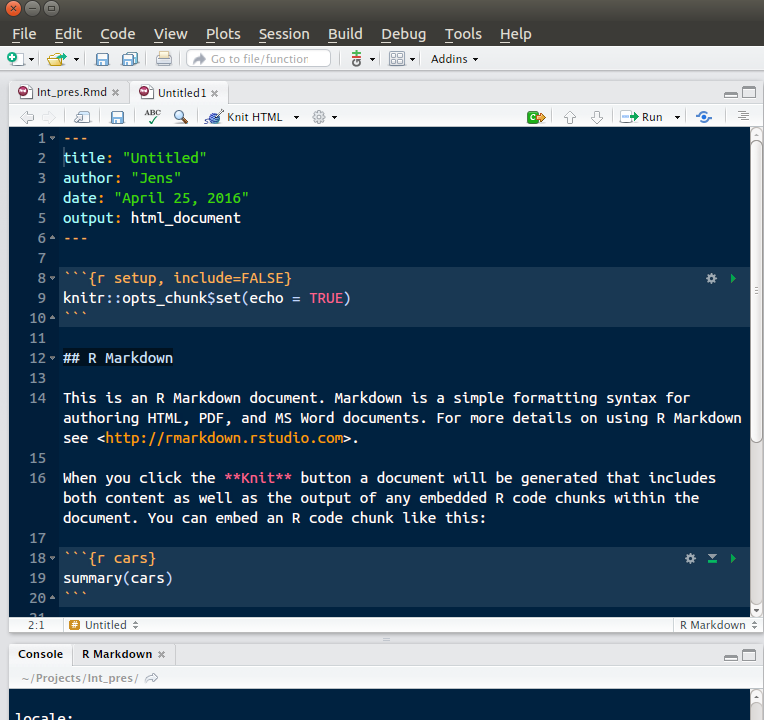 File Edit Code View Plots Session Build Debug Tools Help
Go to file/function Addins
Int_pres.Rmd × Untitled1 ×
ABC Knit HTML Run
1 ---
2 title: "Untitled"
3 author: "Jens"
4 date: "April 25, 2016"
5 output: html_document
6 ---
7
8 ```{r setup, include=FALSE}
9 knitr::opts_chunk$set(echo = TRUE)
10 ```
11
12 ## R Markdown
13
14 This is an R Markdown document. Markdown is a simple formatting syntax for
authoring HTML, PDF, and MS Word documents. For more details on using R Markdown
see <http://rmarkdown.rstudio.com>.
15
16 When you click the **Knit** button a document will be generated that includes
both content as well as the output of any embedded R code chunks within the
document. You can embed an R code chunk like this:
17
18 ```{r cars}
19 summary(cars)
20 ```
21
2:1 # Untitled R Markdown
Console R Markdown ×
~/Projects/Int_pres/
locale: